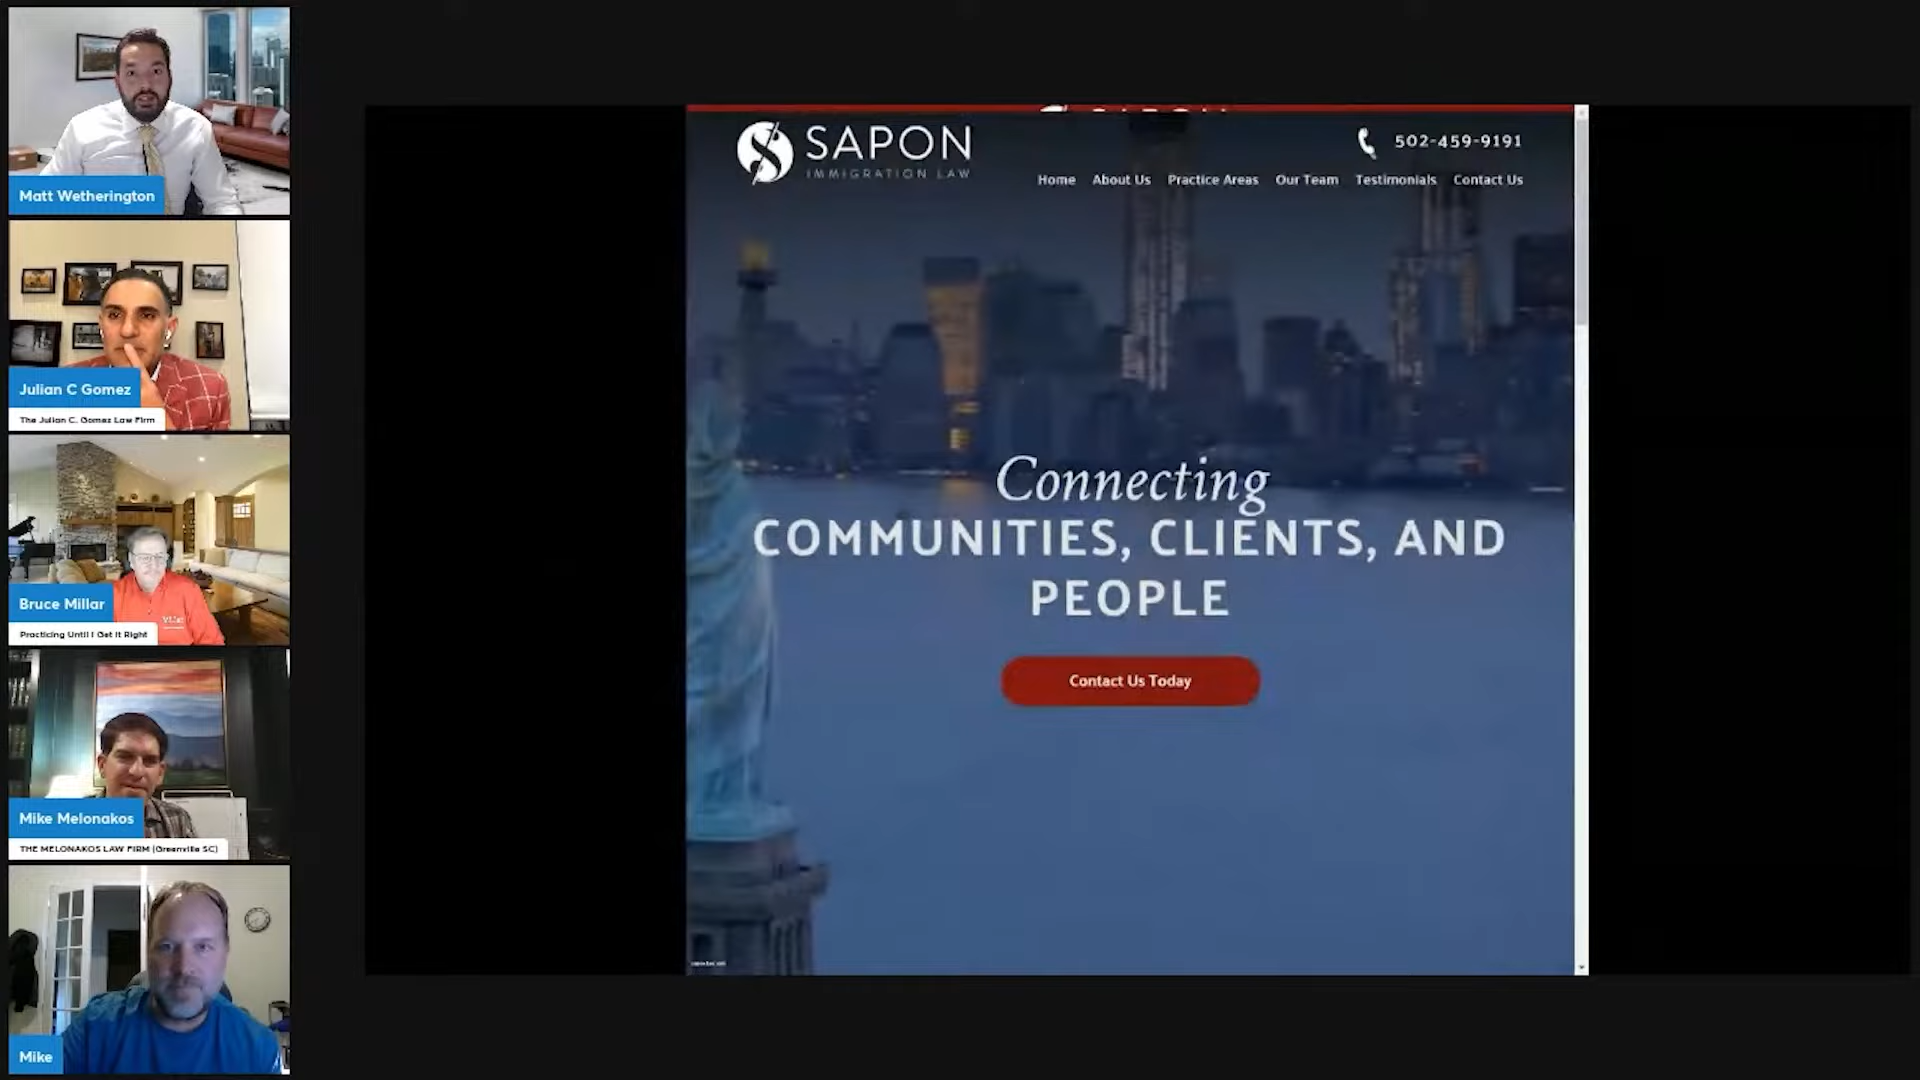 Matt Wetherington
Julian C Gomez
The Julian C. Gomez Law Firm
Bruce Millar
Practicing Until I Get It Right
Mike Melonakos
THE MELONAKOS LAW FIRM (Greenville SC)
Mike
SAPON
IMMIGRATION LAW
502-459-9191
Home About Us Practice Areas Our Team Testimonials Contact Us
Connecting
COMMUNITIES, CLIENTS, AND
PEOPLE
Contact Us Today